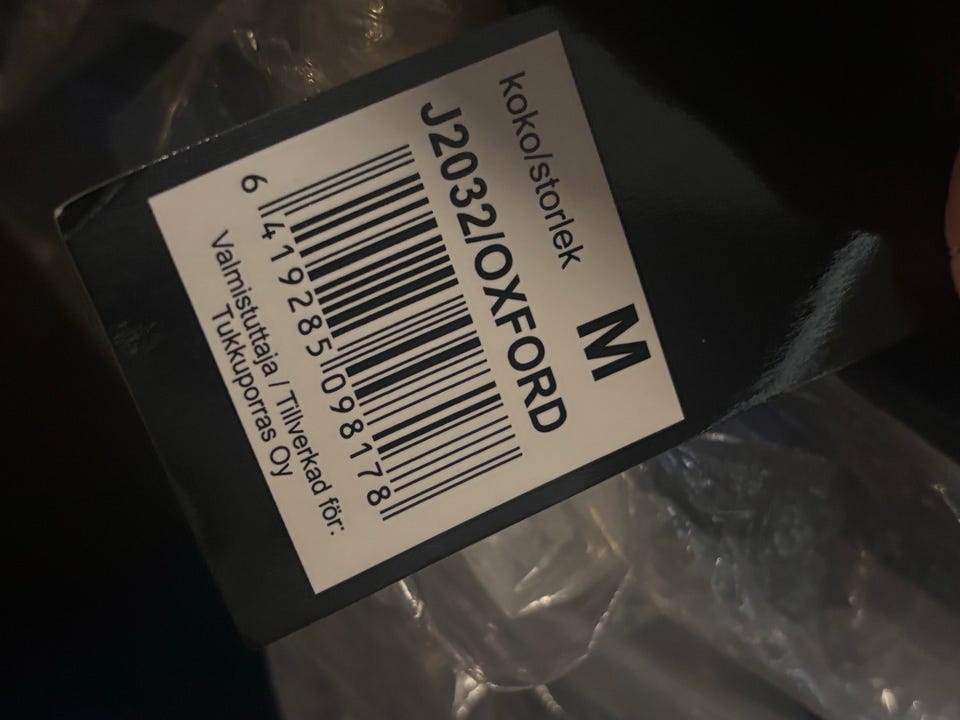 koko/storlek M
J2032/OXFORD
6 419285 098178
Valmistuttaja / Tillverkad för:
Tukkuporras Oy